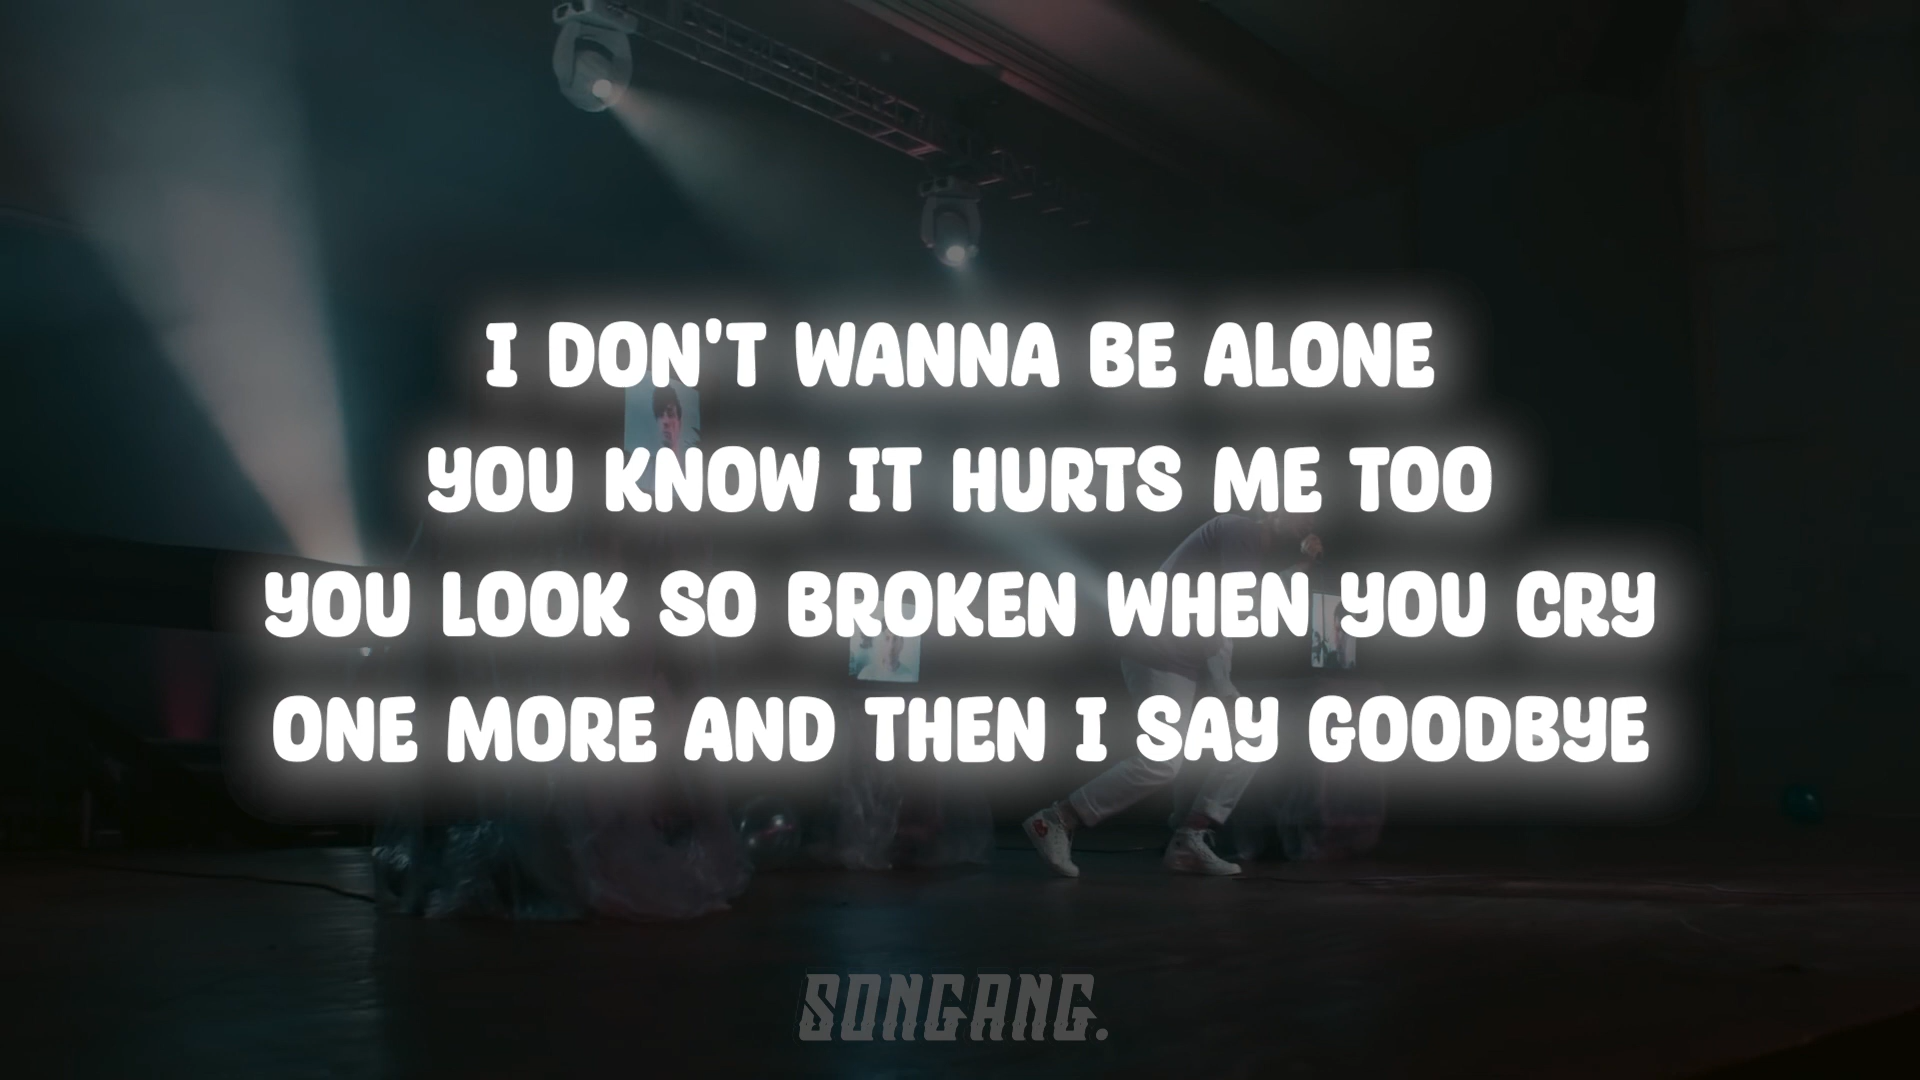 I DON'T WANNA BE ALONE
YOU KNOW IT HURTS ME TOO
YOU LOOK SO BROKEN WHEN YOU CRY
ONE MORE AND THEN I SAY GOODBYE
SONGANG.